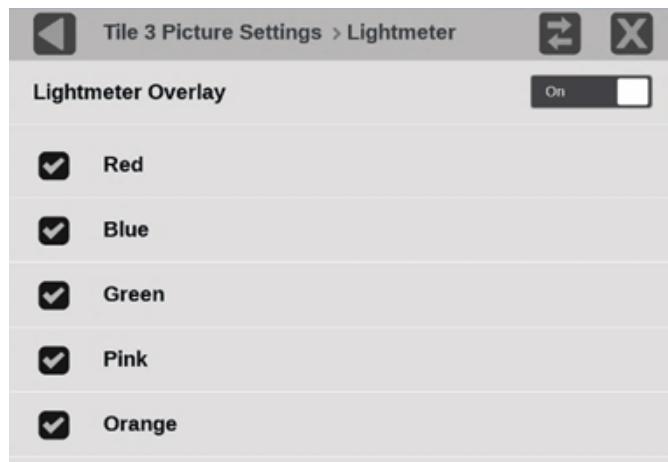 Tile 3 Picture Settings > Lightmeter
Lightmeter Overlay On
Red
Blue
Green
Pink
Orange